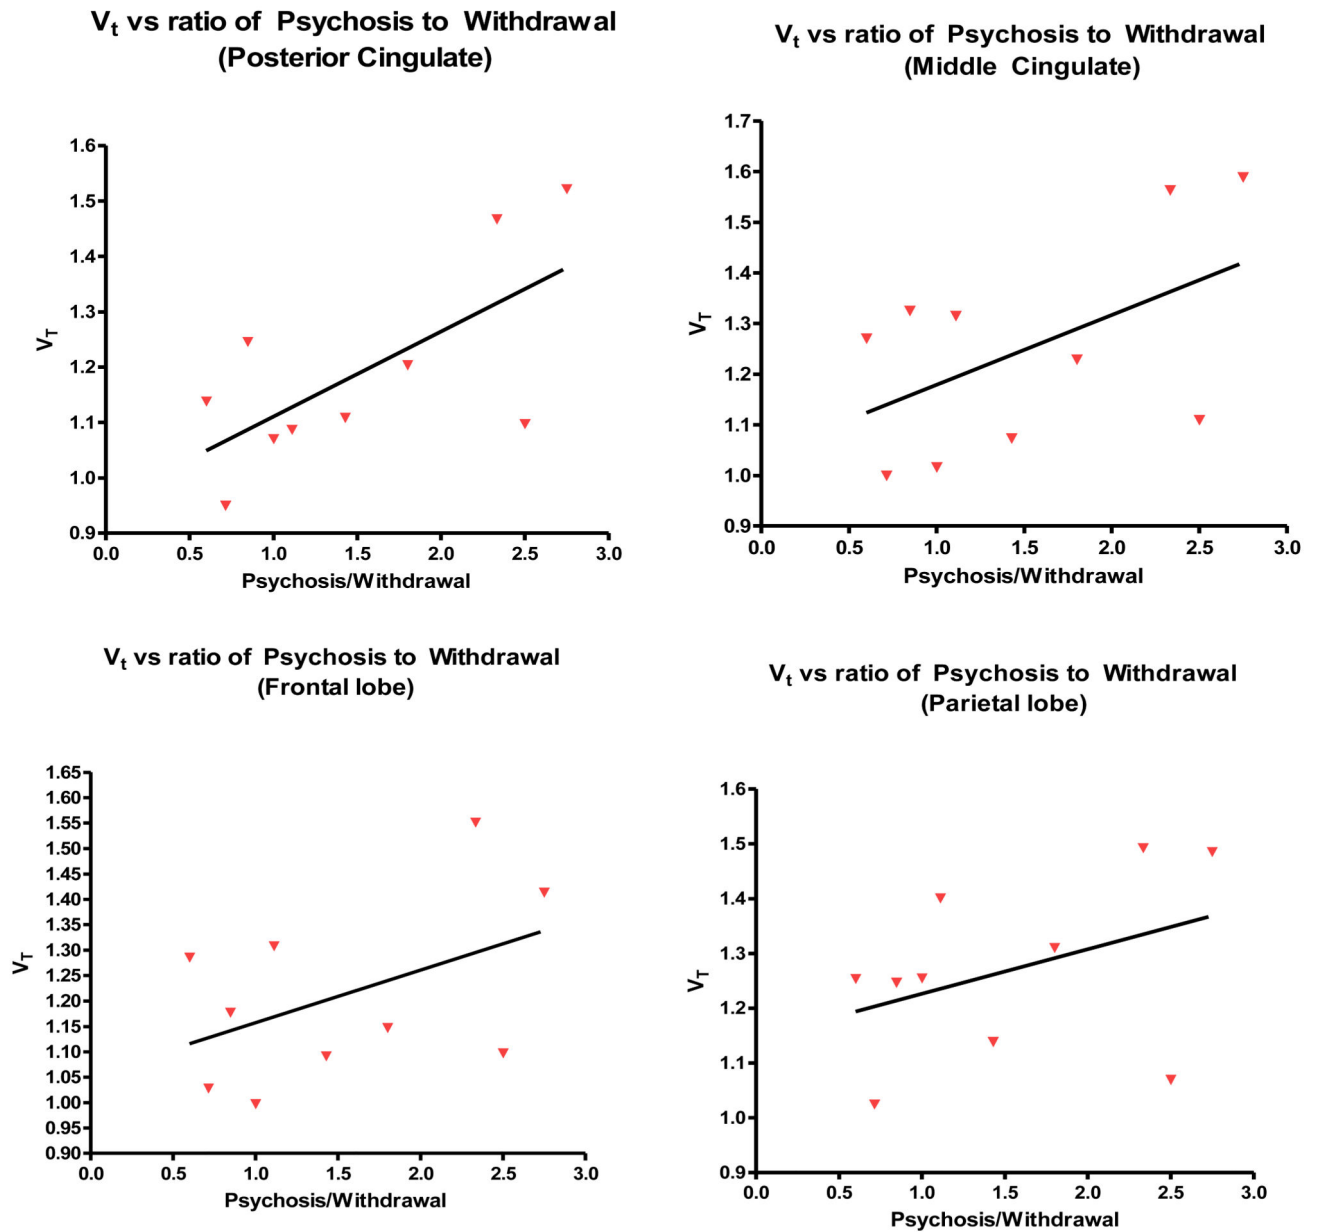 V_t vs ratio of Psychosis to Withdrawal
(Posterior Cingulate)
1.6
1.5
1.4
1.3
1.2
1.1
1.0
0.9
V_T
0.0 0.5 1.0 1.5 2.0 2.5 3.0
Psychosis/Withdrawal
V_t vs ratio of Psychosis to Withdrawal
(Middle Cingulate)
1.7
1.6
1.5
1.4
1.3
1.2
1.1
1.0
0.9
V_T
0.0 0.5 1.0 1.5 2.0 2.5 3.0
Psychosis/Withdrawal
V_t vs ratio of Psychosis to Withdrawal
(Frontal lobe)
1.65
1.60
1.55
1.50
1.45
1.40
1.35
1.30
1.25
1.20
1.15
1.10
1.05
1.00
0.95
0.90
V_T
0.0 0.5 1.0 1.5 2.0 2.5 3.0
Psychosis/Withdrawal
V_t vs ratio of Psychosis to Withdrawal
(Parietal lobe)
1.6
1.5
1.4
1.3
1.2
1.1
1.0
0.9
V_T
0.0 0.5 1.0 1.5 2.0 2.5 3.0
Psychosis/Withdrawal